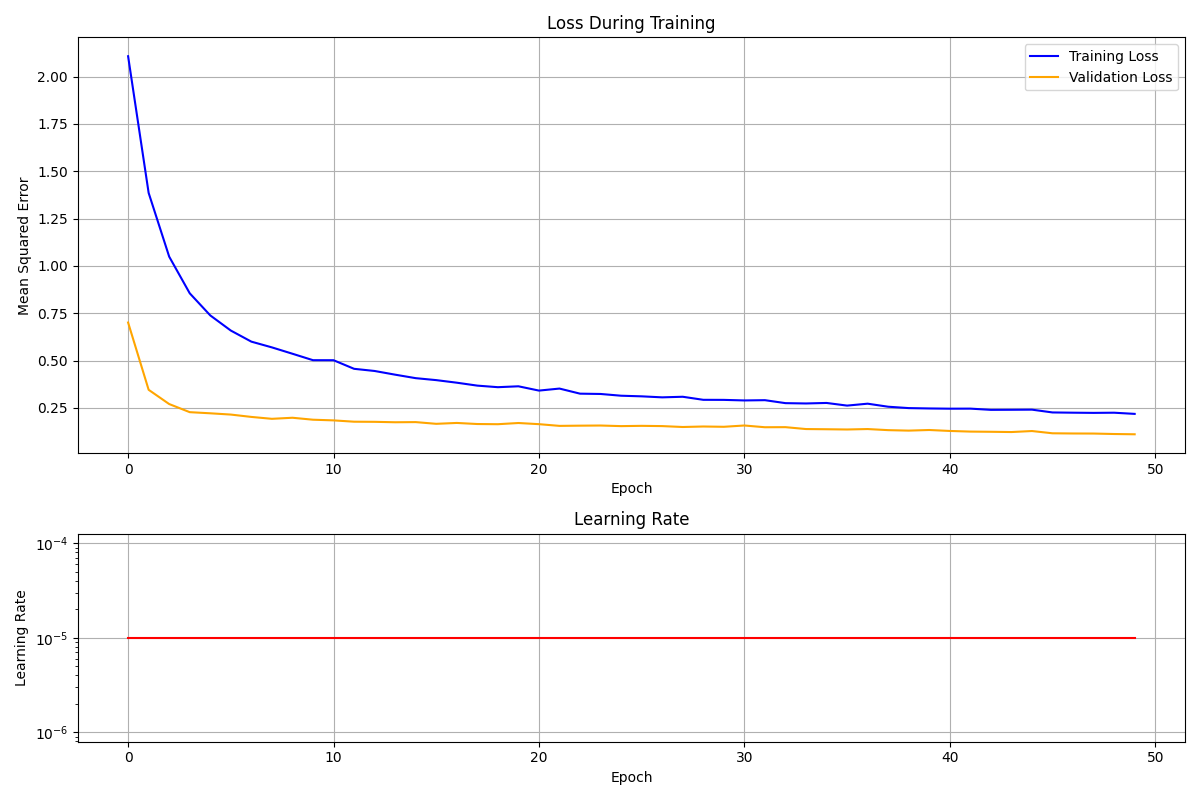 Loss During Training
Training Loss
Validation Loss
Mean Squared Error
2.00
1.75
1.50
1.25
1.00
0.75
0.50
0.25
0 10 20 30 40 50
Epoch
Learning Rate
Learning Rate
10⁻⁴
10⁻⁵
10⁻⁶
0 10 20 30 40 50
Epoch